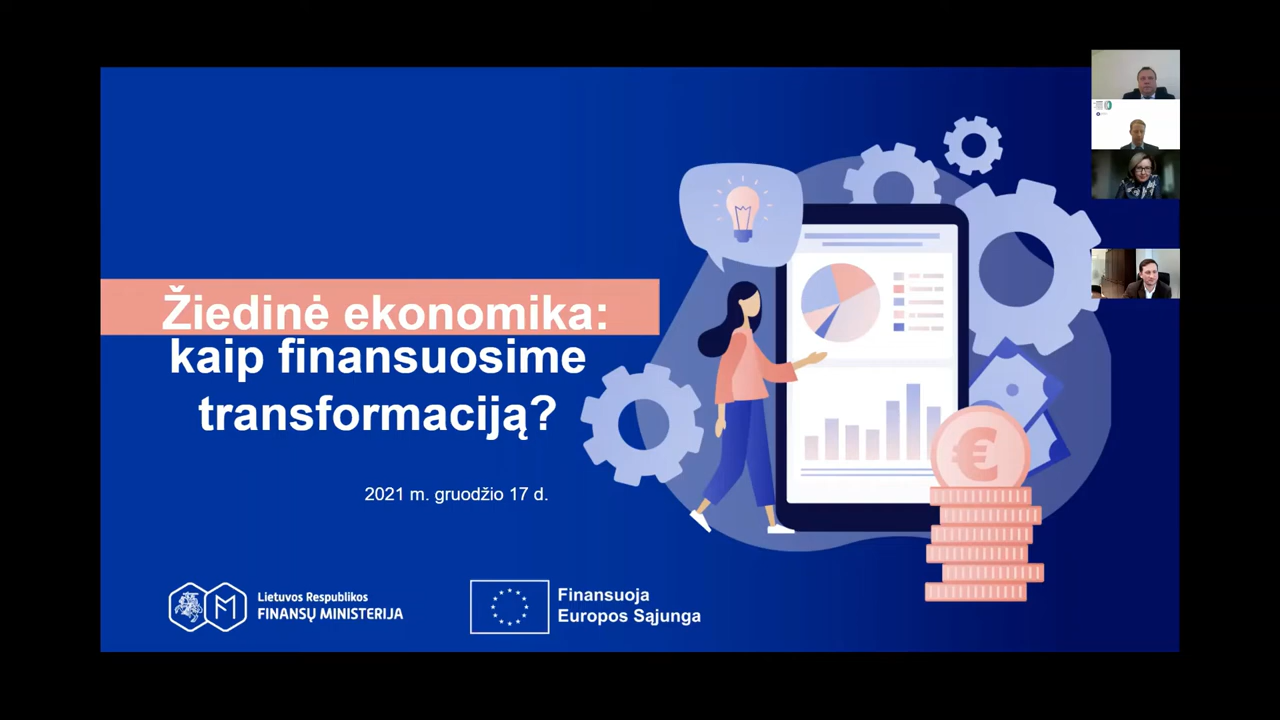 Žiedinė ekonomika:
kaip finansuosime
transformaciją?
2021 m. gruodžio 17 d.
Lietuvos Respublikos
FINANSŲ MINISTERIJA
Finansuoja
Europos Sąjunga